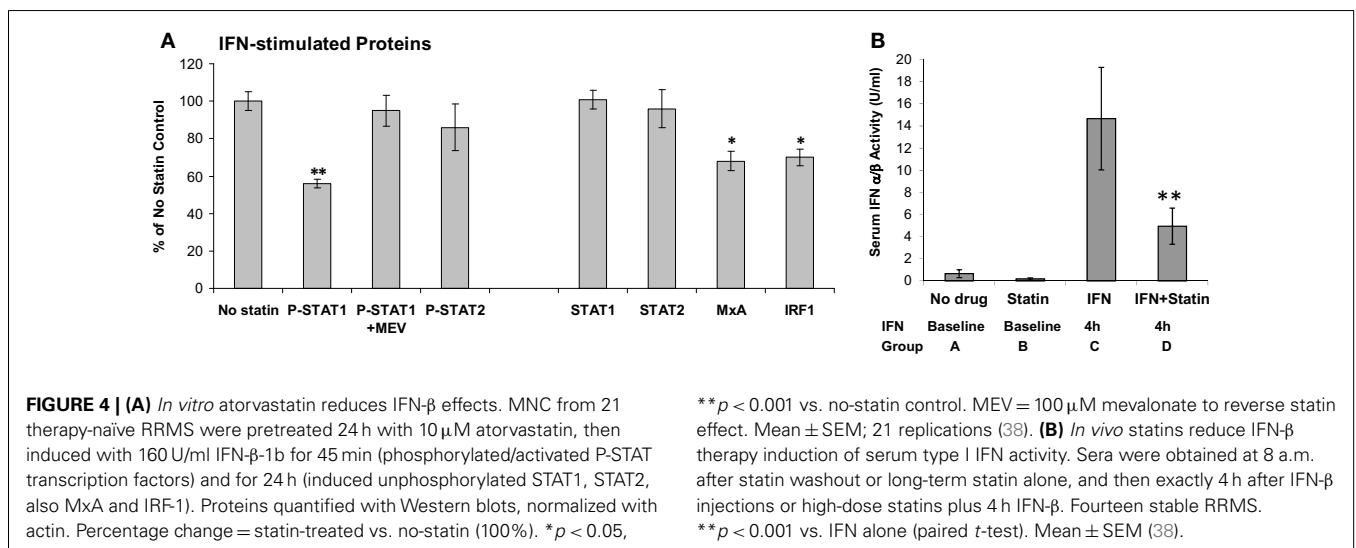 A IFN-stimulated Proteins
% of No Statin Control
120
100
80
60
40
20
0
**
*
*
No statin P-STAT1 P-STAT1 P-STAT2 STAT1 STAT2 MxA IRF1
+MEV
B
Serum IFN α/β Activity (U/ml)
20
18
16
14
12
10
8
6
4
2
0
**
No drug Statin IFN IFN+Statin
IFN Baseline Baseline 4h 4h
Group A B C D
FIGURE 4 | (A) In vitro atorvastatin reduces IFN-β effects. MNC from 21
therapy-naïve RRMS were pretreated 24 h with 10 μM atorvastatin, then
induced with 160 U/ml IFN-β-1b for 45 min (phosphorylated/activated P-STAT
transcription factors) and for 24 h (induced unphosphorylated STAT1, STAT2,
also MxA and IRF-1). Proteins quantified with Western blots, normalized with
actin. Percentage change = statin-treated vs. no-statin (100%). *p < 0.05,
**p < 0.001 vs. no-statin control. MEV = 100 μM mevalonate to reverse statin
effect. Mean ± SEM; 21 replications (38). (B) In vivo statins reduce IFN-β
therapy induction of serum type I IFN activity. Sera were obtained at 8 a.m.
after statin washout or long-term statin alone, and then exactly 4 h after IFN-β
injections or high-dose statins plus 4 h IFN-β. Fourteen stable RRMS.
**p < 0.001 vs. IFN alone (paired t-test). Mean ± SEM (38).